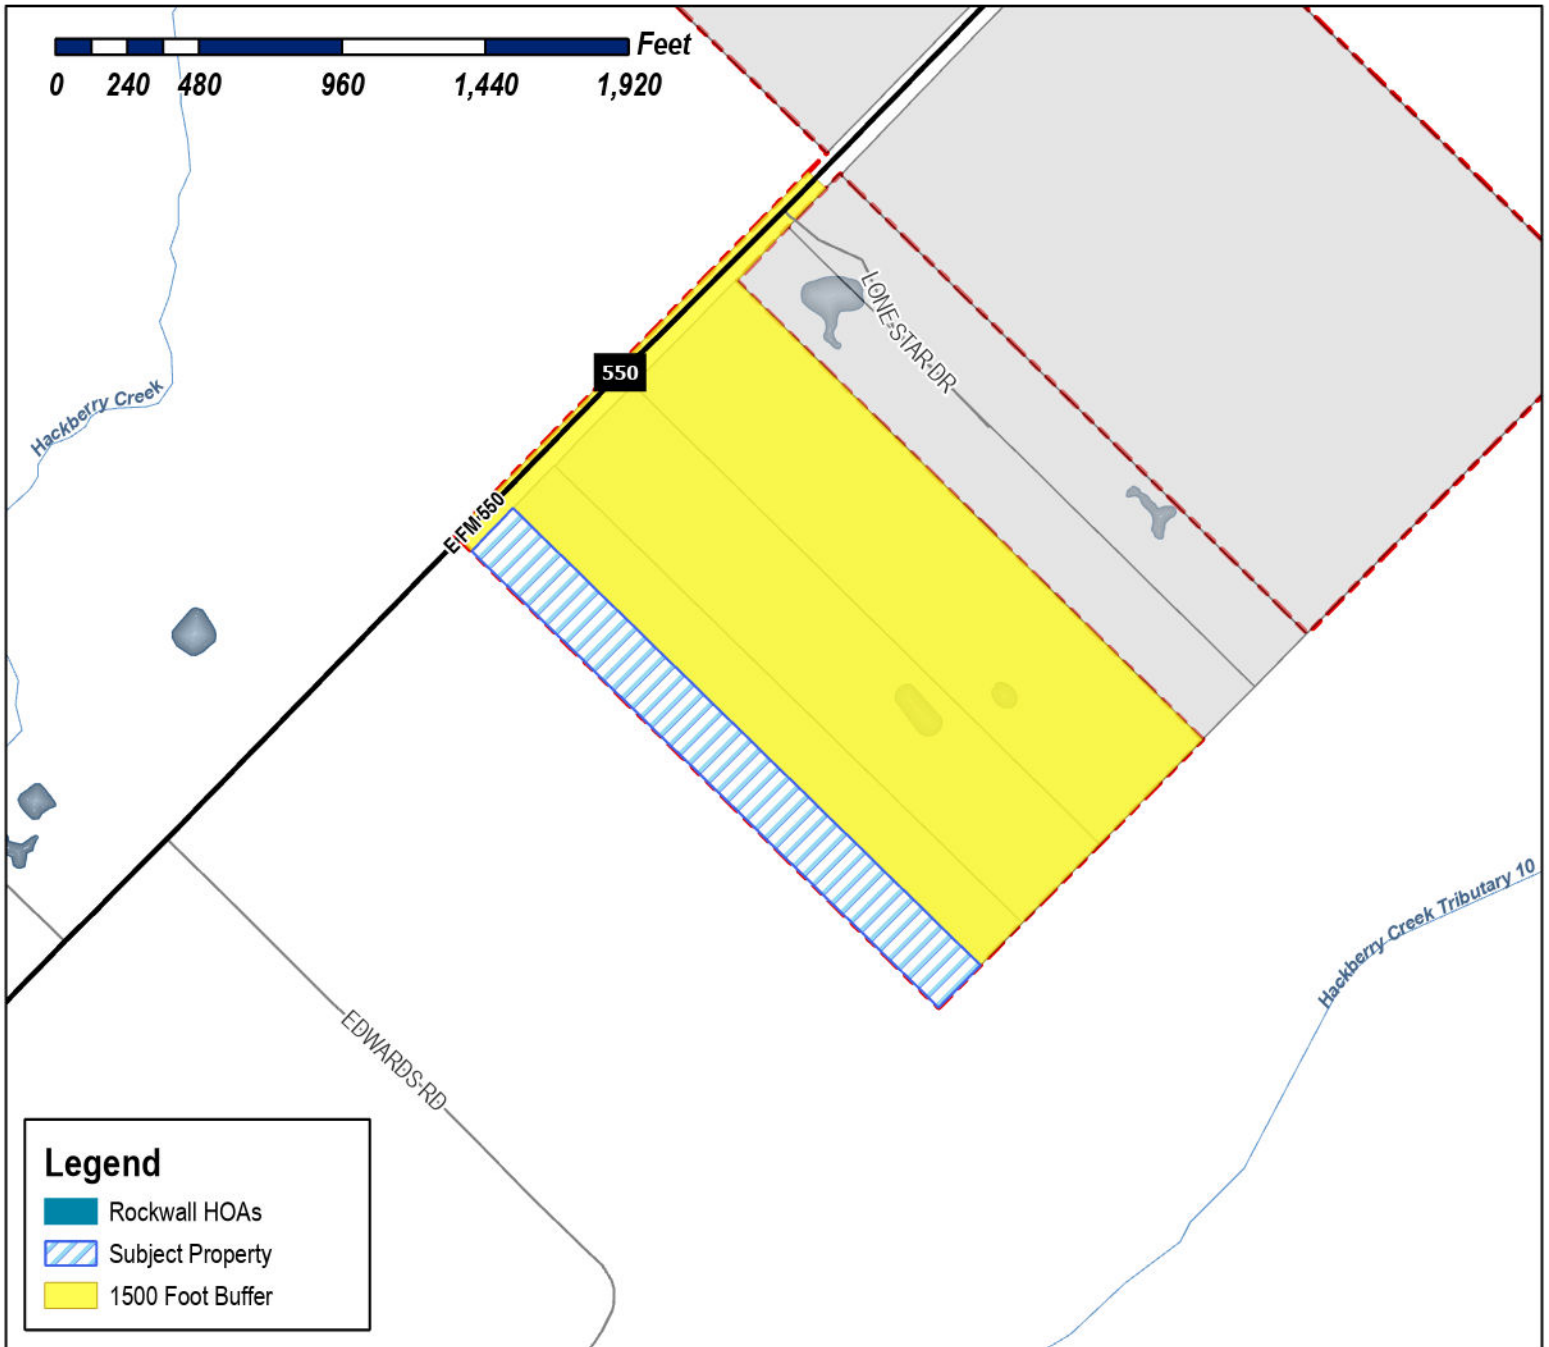 Feet
0 240 480 960 1,440 1,920
LONE STAR DR
550
Hackberry Creek
E FM 550
Hackberry Creek Tributary 10
EDWARDS RD
Legend
Rockwall HOAs
Subject Property
1500 Foot Buffer